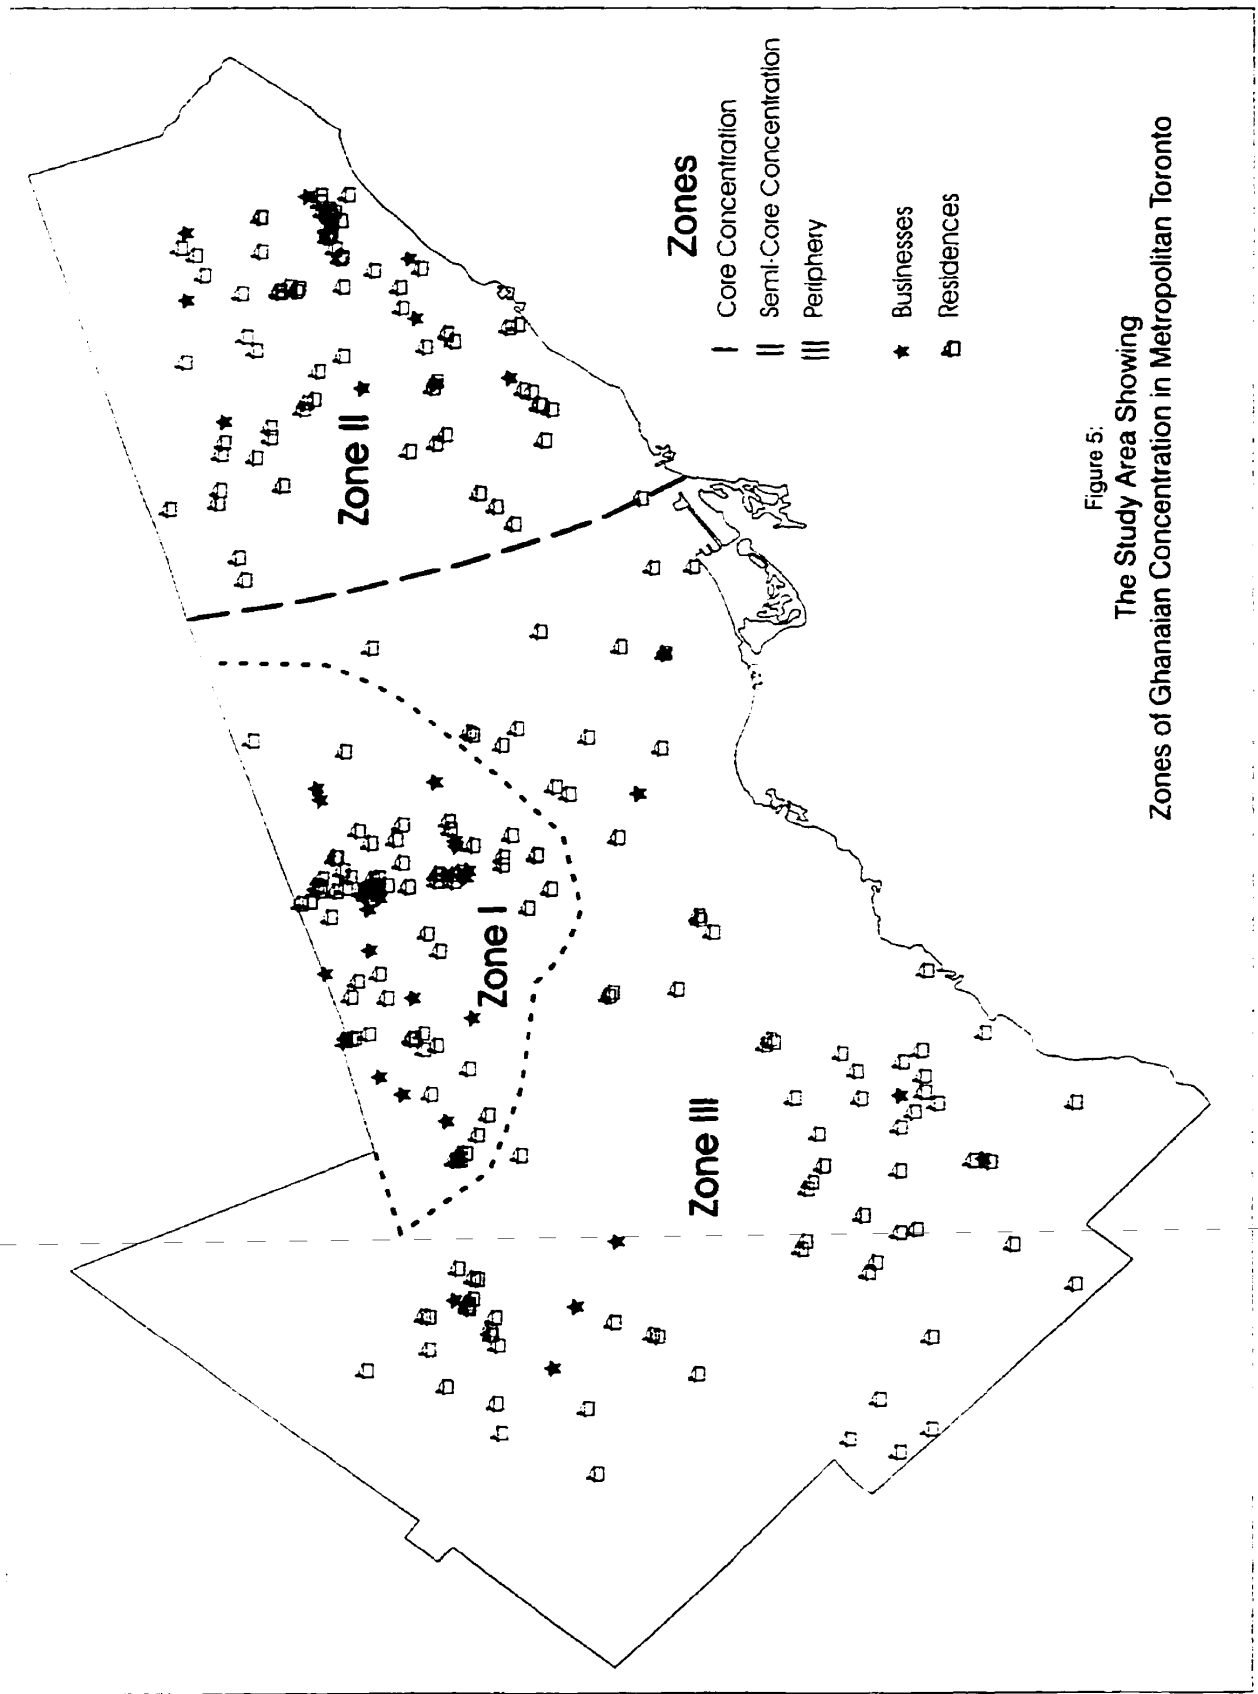 Zone II
Zone I
Zone III
Zones
I Core Concentration
II Semi-Core Concentration
III Periphery
Businesses
Residences
Figure 5:
The Study Area Showing
Zones of Ghanaian Concentration in Metropolitan Toronto